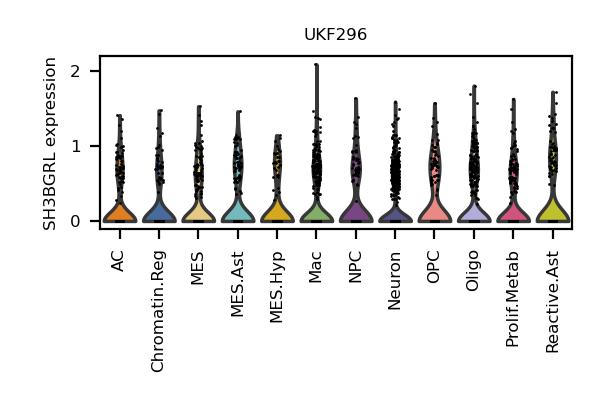 UKF296
SH3BGRL expression
2
1
0
AC
Chromatin.Reg
MES
MES.Ast
MES.Hyp
Mac
NPC
Neuron
OPC
Oligo
Prolif.Metab
Reactive.Ast